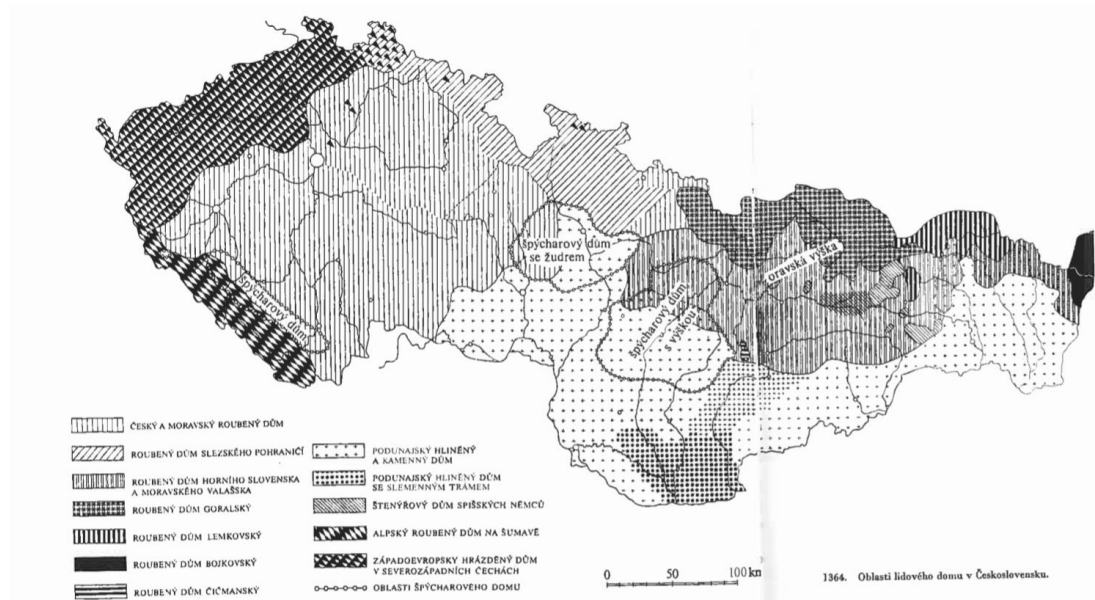 špýcharový dům
se žudrem
oravská výška
špýcharový dům
s výškou
špýcharový dům
ČESKÝ A MORAVSKÝ ROUBENÝ DŮM
ROUBENÝ DŮM SLEZSKÉHO POHRANIČÍ
ROUBENÝ DŮM HORNÍHO SLOVENSKA
A MORAVSKÉHO VALAŠSKA
ROUBENÝ DŮM GORALSKÝ
ROUBENÝ DŮM LEMKOVSKÝ
ROUBENÝ DŮM BOJKOVSKÝ
ROUBENÝ DŮM ČIČMANSKÝ
PODUNAJSKÝ HLINĚNÝ
A KAMENNÝ DŮM
PODUNAJSKÝ HLINĚNÝ DŮM
SE SLEMENNÝM TRÁMEM
ŠTENÝŘOVÝ DŮM SPIŠSKÝCH NĚMCŮ
ALPSKÝ ROUBENÝ DŮM NA ŠUMAVĚ
ZÁPADOEVROPSKY HRÁZDĚNÝ DŮM
V SEVEROZÁPADNÍCH ČECHÁCH
OBLASTI ŠPÝCHAROVÉHO DOMU
0 50 100 km
1364. Oblasti lidového domu v Československu.